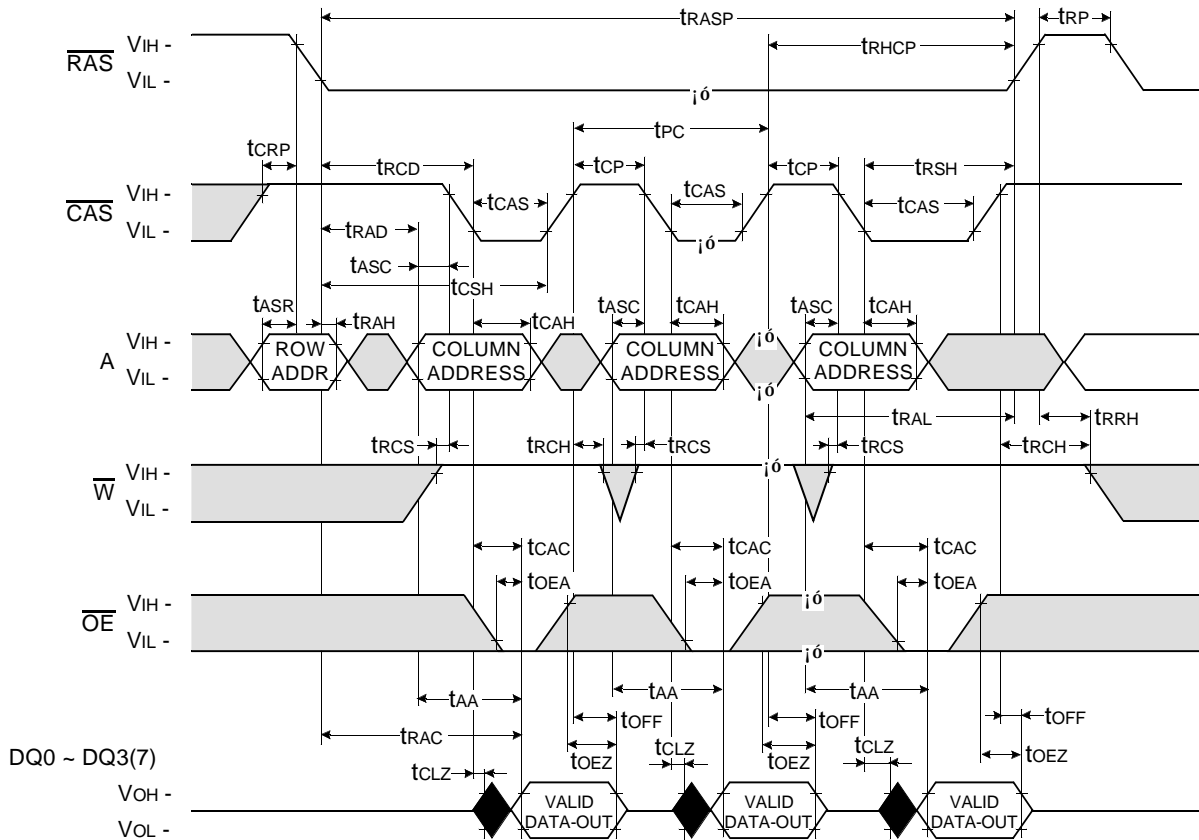 tRASP
tRP
tRHCP
RAS
VIH -
VIL -
¡ó
tPC
tCRP
tRCD
tCP
tCP
tRSH
CAS
VIH -
VIL -
tCAS
tCAS
tCAS
¡ó
tRAD
tASC
tCSH
tASR
tRAH
tCAH
tASC
tCAH
tASC
tCAH
A
VIH -
VIL -
ROW
ADDR
COLUMN
ADDRESS
COLUMN
ADDRESS
¡ó
¡ó
COLUMN
ADDRESS
tRAL
tRRH
tRCS
tRCH
tRCS
tRCS
tRCH
W
VIH -
VIL -
¡ó
tCAC
tCAC
tCAC
tOEA
tOEA
tOEA
OE
VIH -
VIL -
¡ó
¡ó
tAA
tAA
tAA
tOFF
tOFF
tOFF
tRAC
tOEZ
tOEZ
tOEZ
DQ0 ~ DQ3(7)
tCLZ
tCLZ
tCLZ
VOH -
VOL -
VALID
DATA-OUT
VALID
DATA-OUT
VALID
DATA-OUT